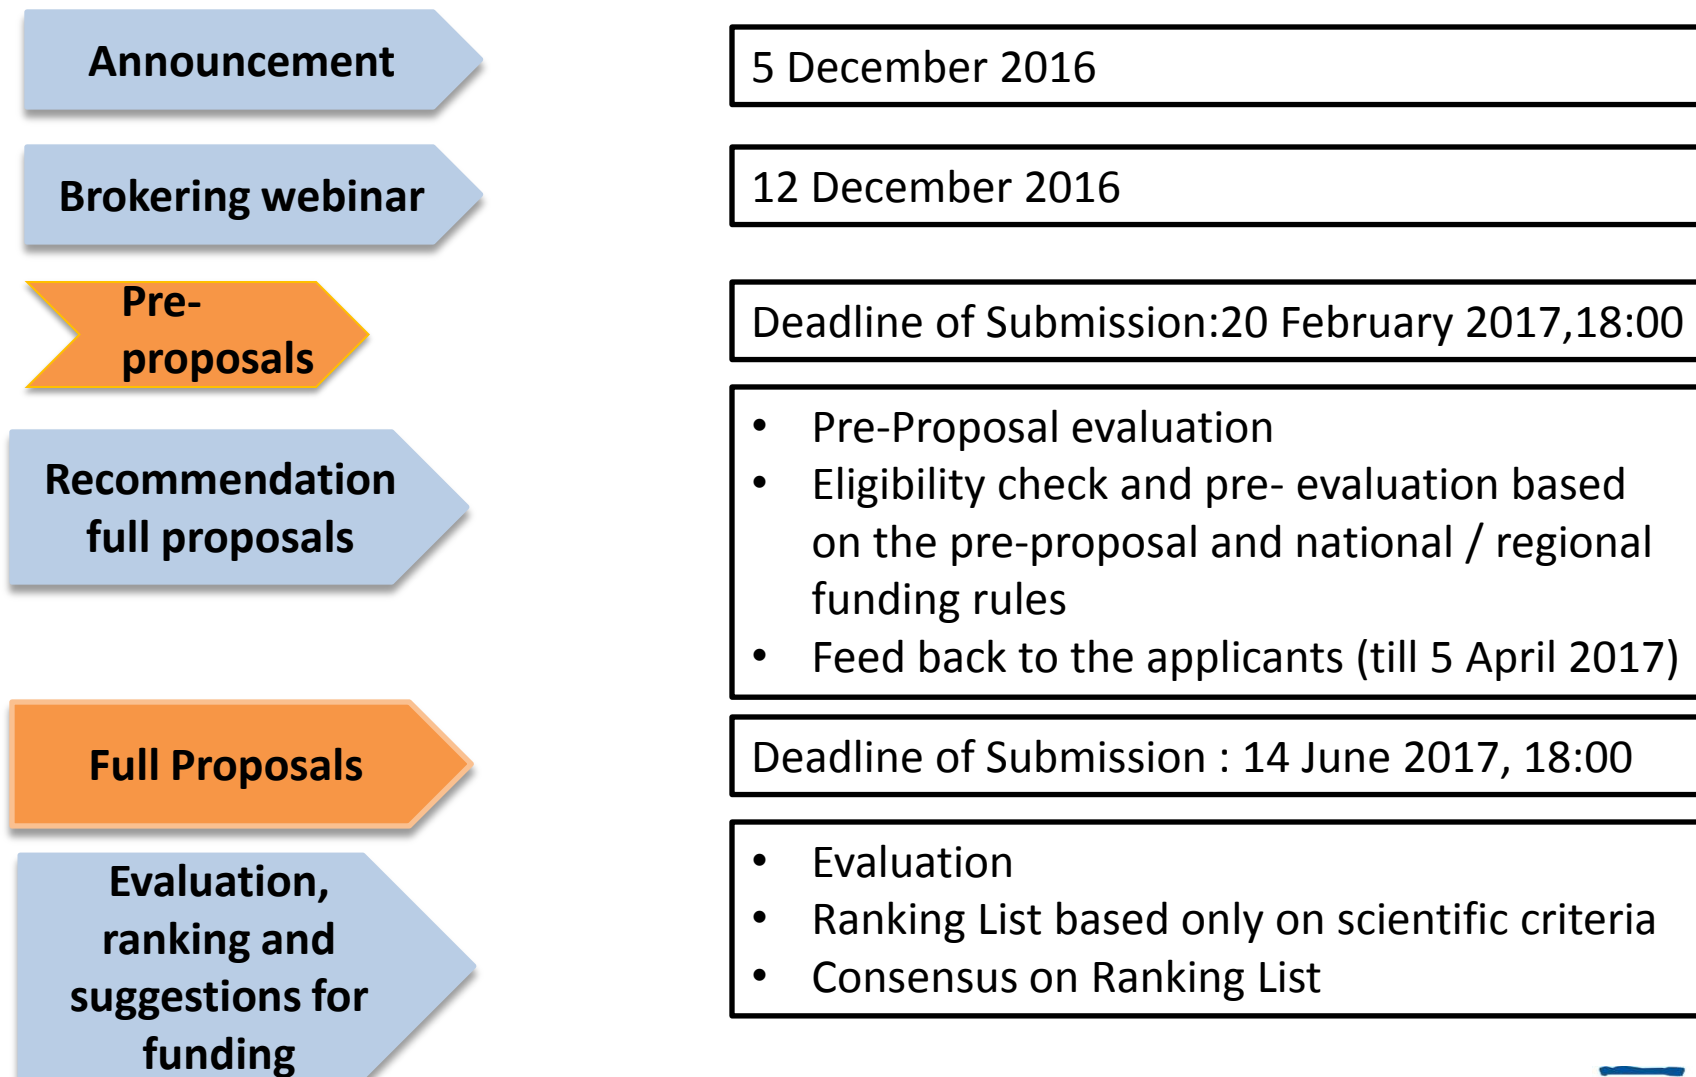 Announcement
5 December 2016
Brokering webinar
12 December 2016
Pre-
proposals
Deadline of Submission:20 February 2017,18:00
Recommendation
full proposals
• Pre-Proposal evaluation
• Eligibility check and pre- evaluation based
on the pre-proposal and national / regional
funding rules
• Feed back to the applicants (till 5 April 2017)
Full Proposals
Deadline of Submission : 14 June 2017, 18:00
Evaluation,
ranking and
suggestions for
funding
• Evaluation
• Ranking List based only on scientific criteria
• Consensus on Ranking List